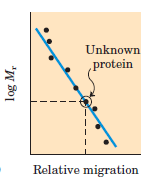 Unknown
protein
log Mr
Relative migration